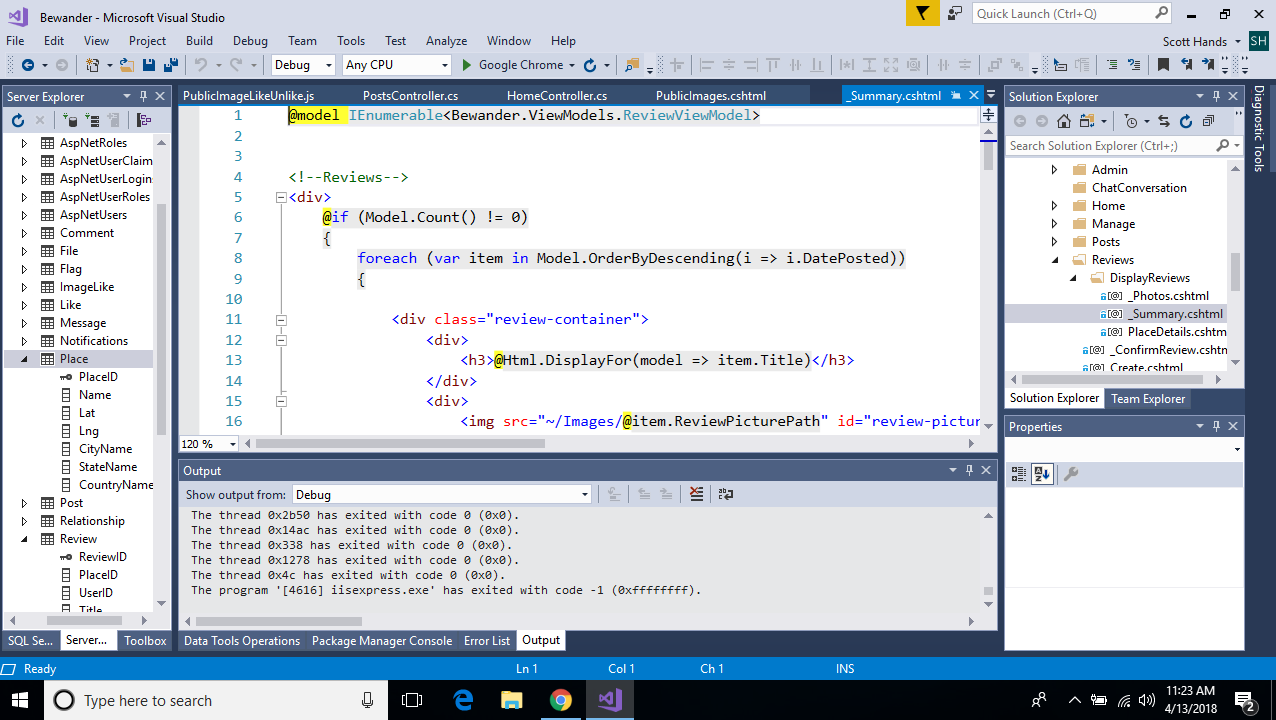 Bewander - Microsoft Visual Studio
Quick Launch (Ctrl+Q)
File Edit View Project Build Debug Team Tools Test Analyze Window Help
Scott Hands SH
Debug Any CPU Google Chrome
Server Explorer
AspNetRoles
AspNetUserClaim
AspNetUserLogin
AspNetUserRoles
AspNetUsers
Comment
File
Flag
ImageLike
Like
Message
Notifications
Place
PlaceID
Name
Lat
Lng
CityName
StateName
CountryName
Post
Relationship
Review
ReviewID
PlaceID
UserID
Title
SQL Se... Server... Toolbox
PublicImageLikeUnlike.js PostsController.cs HomeController.cs PublicImages.cshtml _Summary.cshtml
1 @model IEnumerable<Bewander.ViewModels.ReviewViewModel>
2
3
4 <!--Reviews-->
5 <div>
6 @if (Model.Count() != 0)
7 {
8 foreach (var item in Model.OrderByDescending(i => i.DatePosted))
9 {
10
11 <div class="review-container">
12 <div>
13 <h3>@Html.DisplayFor(model => item.Title)</h3>
14 </div>
15 <div>
16 <img src="~/Images/@item.ReviewPicturePath" id="review-pictur
120 %
Output
Show output from: Debug
The thread 0x2b50 has exited with code 0 (0x0).
The thread 0x14ac has exited with code 0 (0x0).
The thread 0x338 has exited with code 0 (0x0).
The thread 0x1278 has exited with code 0 (0x0).
The thread 0x4c has exited with code 0 (0x0).
The program '[4616] iisexpress.exe' has exited with code -1 (0xffffffff).
Data Tools Operations Package Manager Console Error List Output
Solution Explorer
Search Solution Explorer (Ctrl+;)
Admin
ChatConversation
Home
Manage
Posts
Reviews
DisplayReviews
_Photos.cshtml
_Summary.cshtml
PlaceDetails.cshtm
_ConfirmReview.cshtn
Create.cshtml
Solution Explorer Team Explorer
Properties
Diagnostic Tools
Ready Ln 1 Col 1 Ch 1 INS
Type here to search
11:23 AM
4/13/2018
2